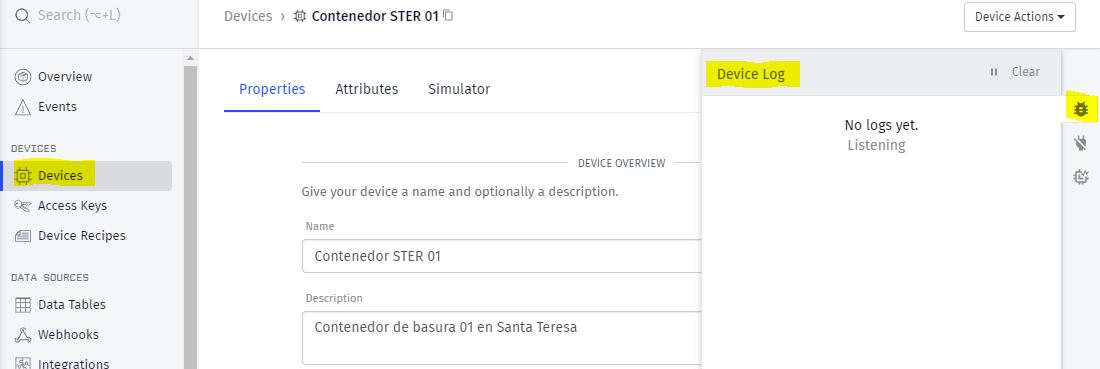 Search (⌥+L)
Devices › Contenedor STER 01
Device Actions
Overview
Events
DEVICES
Devices
Access Keys
Device Recipes
DATA SOURCES
Data Tables
Webhooks
Integrations
Properties Attributes Simulator
DEVICE OVERVIEW
Give your device a name and optionally a description.
Name
Contenedor STER 01
Description
Contenedor de basura 01 en Santa Teresa
Device Log
Clear
No logs yet.
Listening